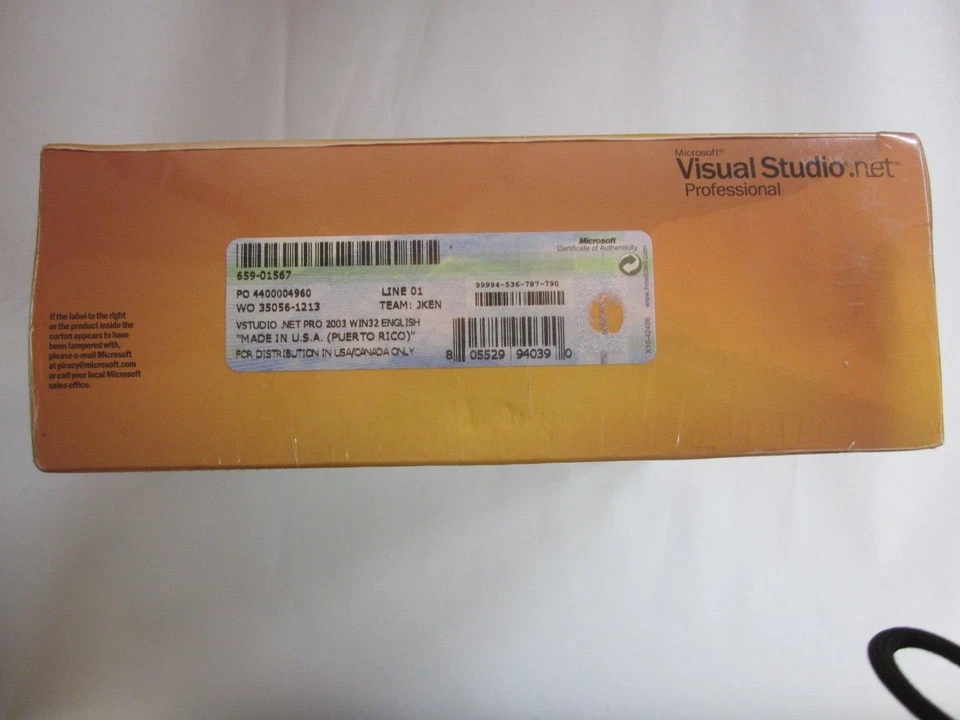 Microsoft®
Visual Studio®.net™
Professional
Microsoft
Certificate of Authenticity
659-01567
PO 4400004960 LINE 01
WO 35056-1213 TEAM: JKEN
VSTUDIO .NET PRO 2003 WIN32 ENGLISH
"MADE IN U.S.A. (PUERTO RICO)"
FOR DISTRIBUTION IN USA/CANADA ONLY
99994-536-787-790
8 05529 94039 0
X10-42496
If the label to the right
or the product inside the
carton appears to have
been tampered with,
please e-mail Microsoft
at piracy@microsoft.com
or call your local Microsoft
sales office.